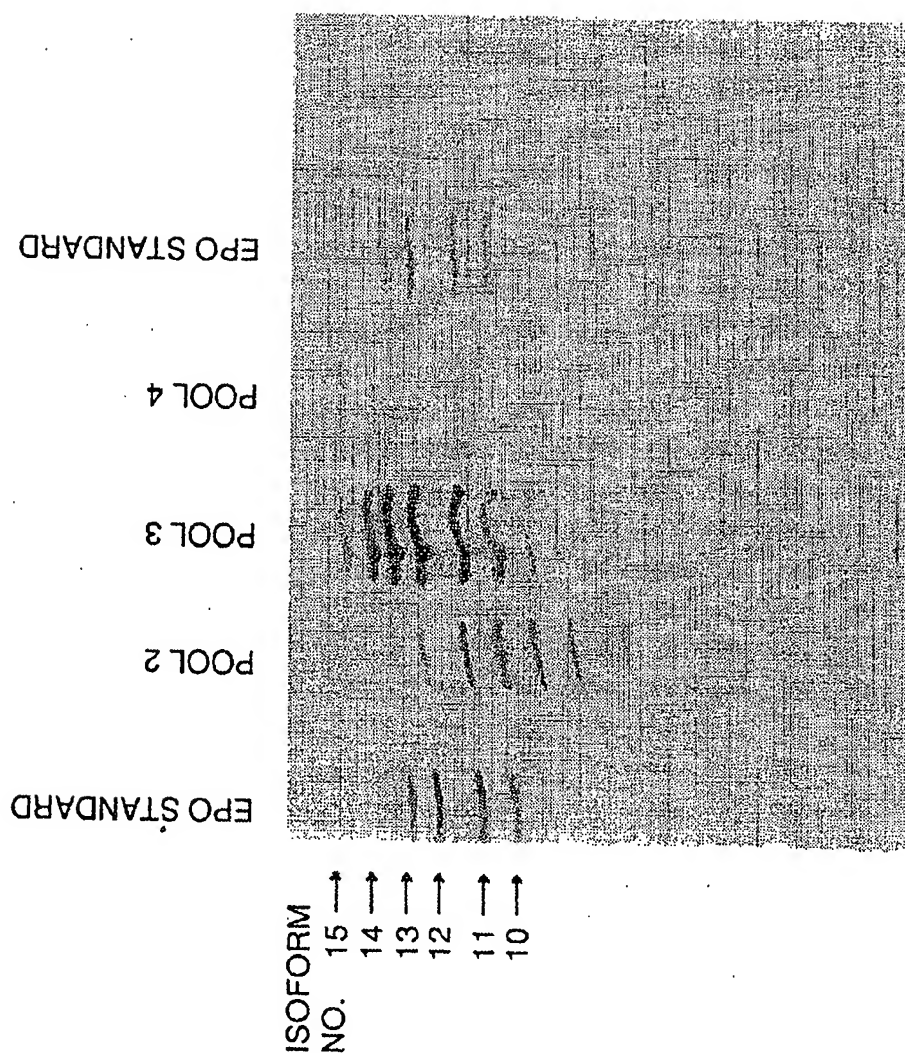 EPO STANDARD
POOL 4
POOL 3
POOL 2
EPO STANDARD
ISOFORM
NO.
15 →
14 →
13 →
12 →
11 →
10 →